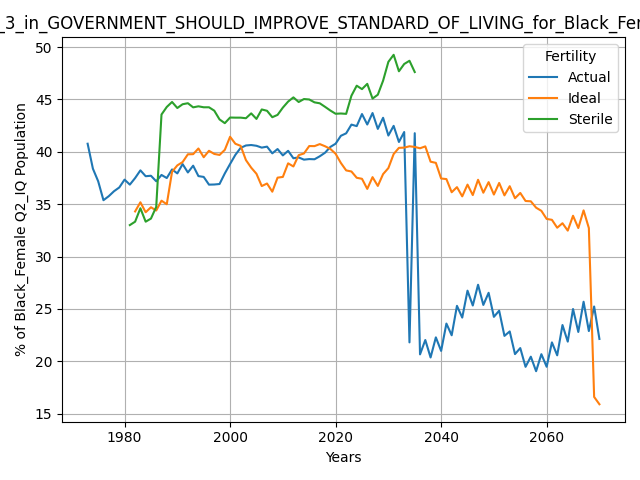 _3_in_GOVERNMENT_SHOULD_IMPROVE_STANDARD_OF_LIVING_for_Black_Fe
Fertility
Actual
Ideal
Sterile
50
45
40
35
30
25
20
15
% of Black_Female Q2_IQ Population
1980
2000
2020
2040
2060
Years